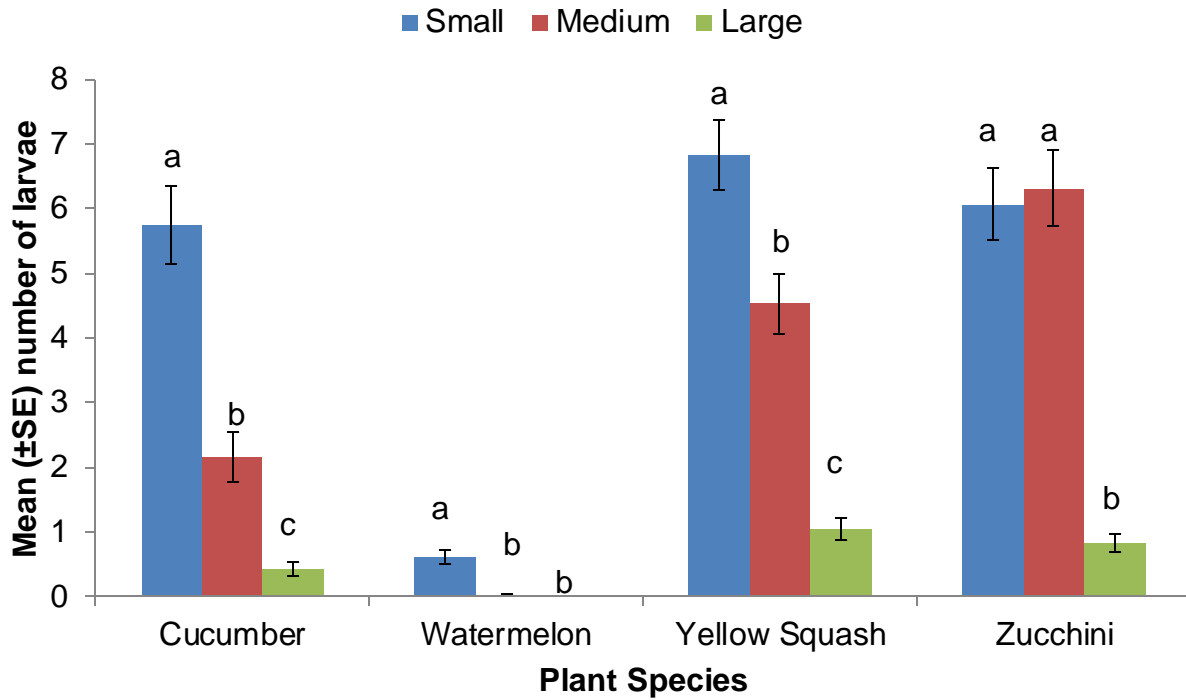 Small Medium Large
8
7
6
5
4
3
2
1
0
Mean (±SE) number of larvae
a
b
c
a
b
b
a
b
c
a
a
b
Cucumber Watermelon Yellow Squash Zucchini
Plant Species